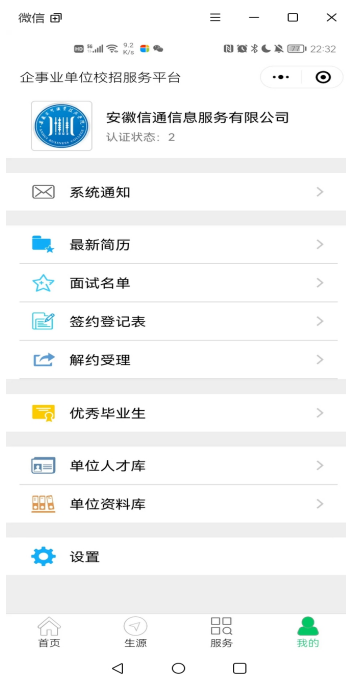 微信
HD 9.2 K/s 22:32
企事业单位校招服务平台
安徽信通信息服务有限公司
认证状态：2
系统通知
最新简历
面试名单
签约登记表
解约受理
优秀毕业生
单位人才库
单位资料库
设置
首页 生源 服务 我的